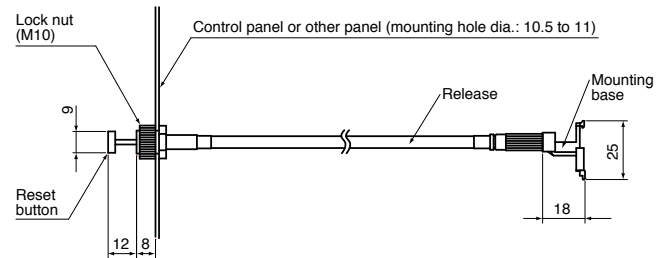 Lock nut
(M10)
Control panel or other panel (mounting hole dia.: 10.5 to 11)
Release
Mounting
base
9
25
Reset
button
12
8
18